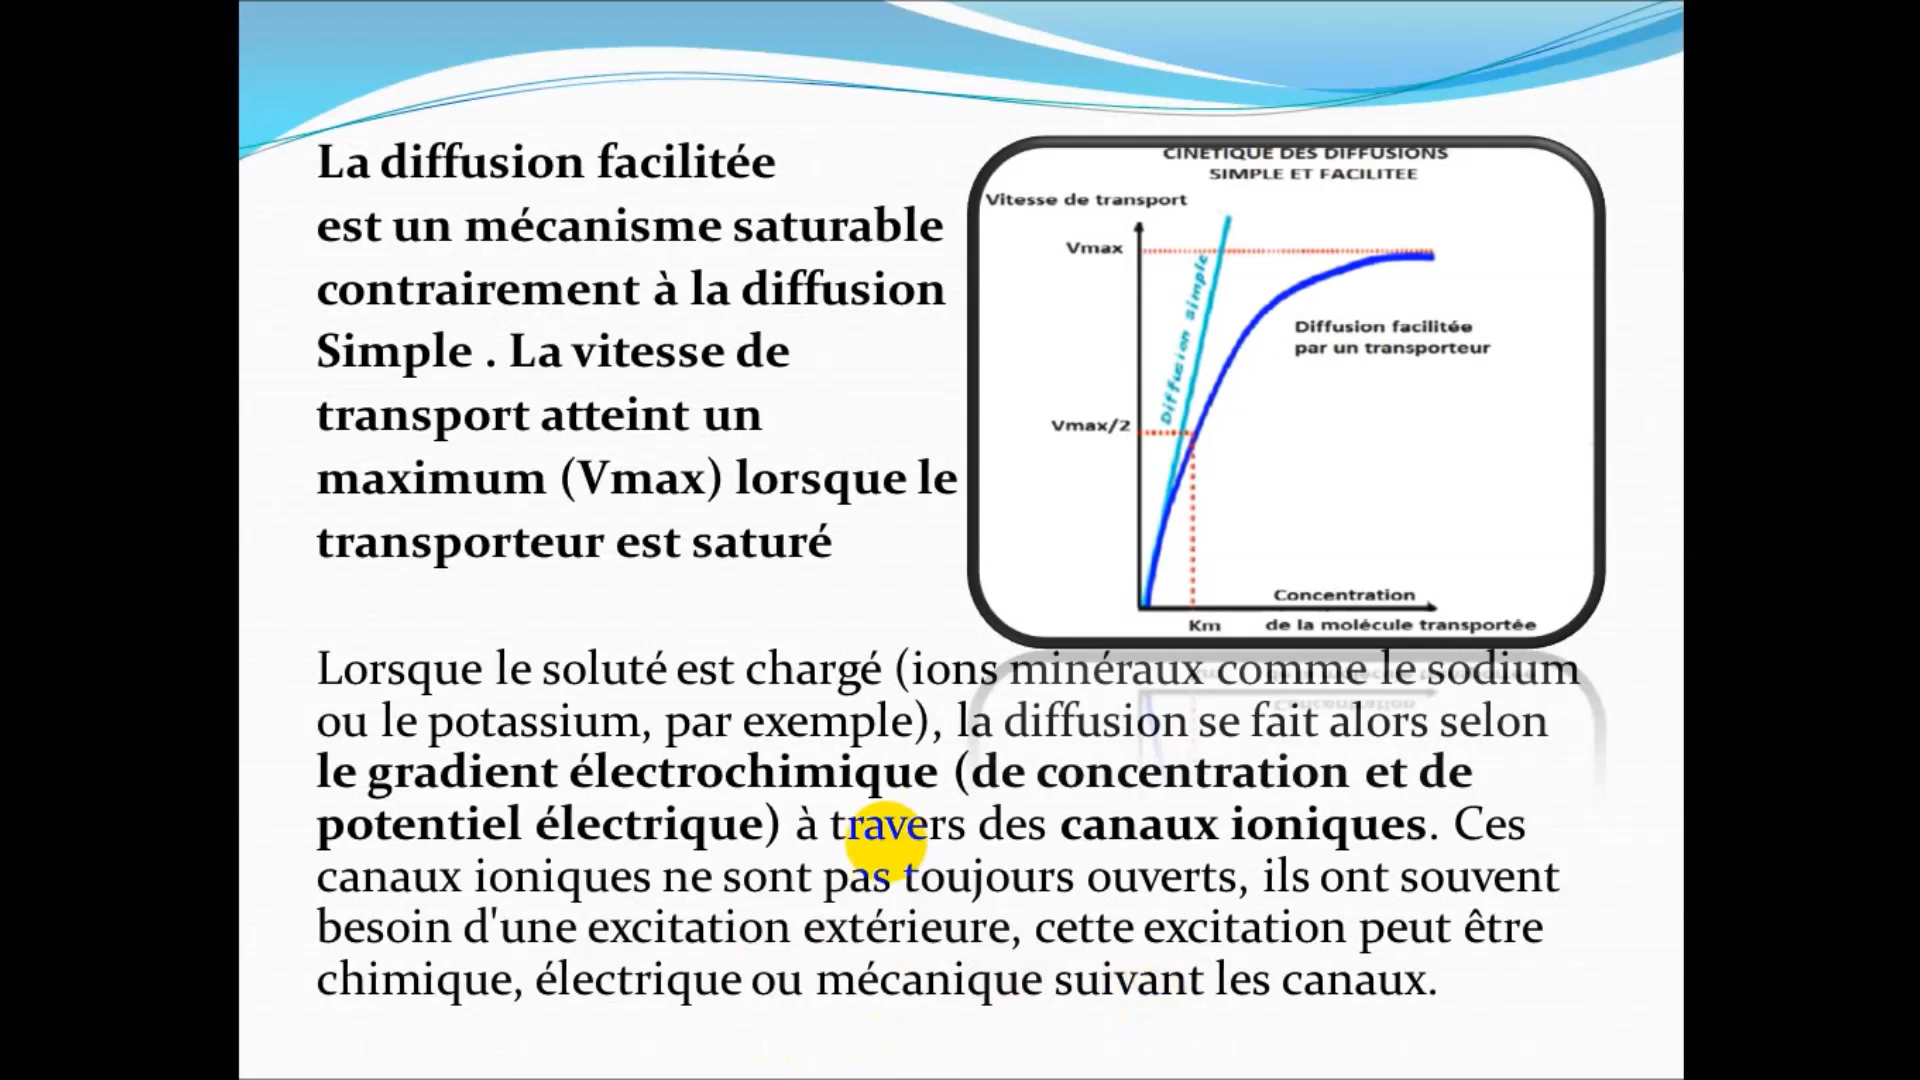 La diffusion facilitée
est un mécanisme saturable
contrairement à la diffusion
Simple . La vitesse de
transport atteint un
maximum (Vmax) lorsque le
transporteur est saturé
CINETIQUE DES DIFFUSIONS
SIMPLE ET FACILITEE
Vitesse de transport
Vmax
Diffusion simple
Diffusion facilitée
par un transporteur
Vmax/2
Concentration
Km de la molécule transportée
Lorsque le soluté est chargé (ions minéraux comme le sodium
ou le potassium, par exemple), la diffusion se fait alors selon
le gradient électrochimique (de concentration et de
potentiel électrique) à travers des canaux ioniques. Ces
canaux ioniques ne sont pas toujours ouverts, ils ont souvent
besoin d'une excitation extérieure, cette excitation peut être
chimique, électrique ou mécanique suivant les canaux.